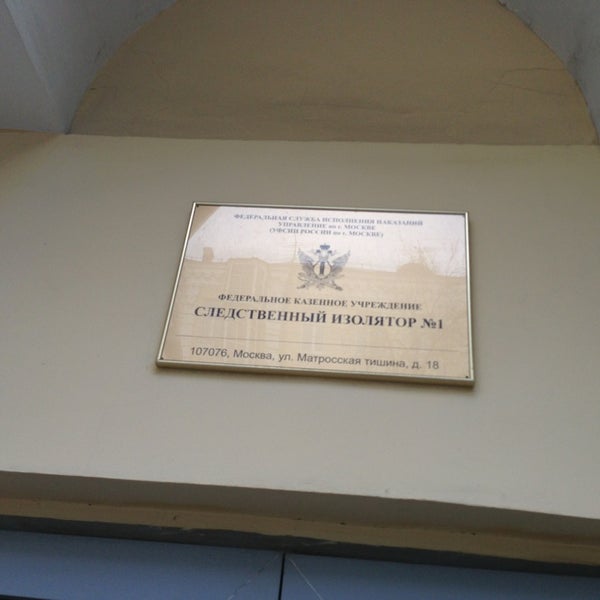 ФЕДЕРАЛЬНАЯ СЛУЖБА ИСПОЛНЕНИЯ НАКАЗАНИЙ
УПРАВЛЕНИЕ по г. МОСКВЕ
(УФСИН РОССИИ по г. МОСКВЕ)
ФЕДЕРАЛЬНОЕ КАЗЕННОЕ УЧРЕЖДЕНИЕ
СЛЕДСТВЕННЫЙ ИЗОЛЯТОР №1
107076, Москва, ул. Матросская тишина, д. 18